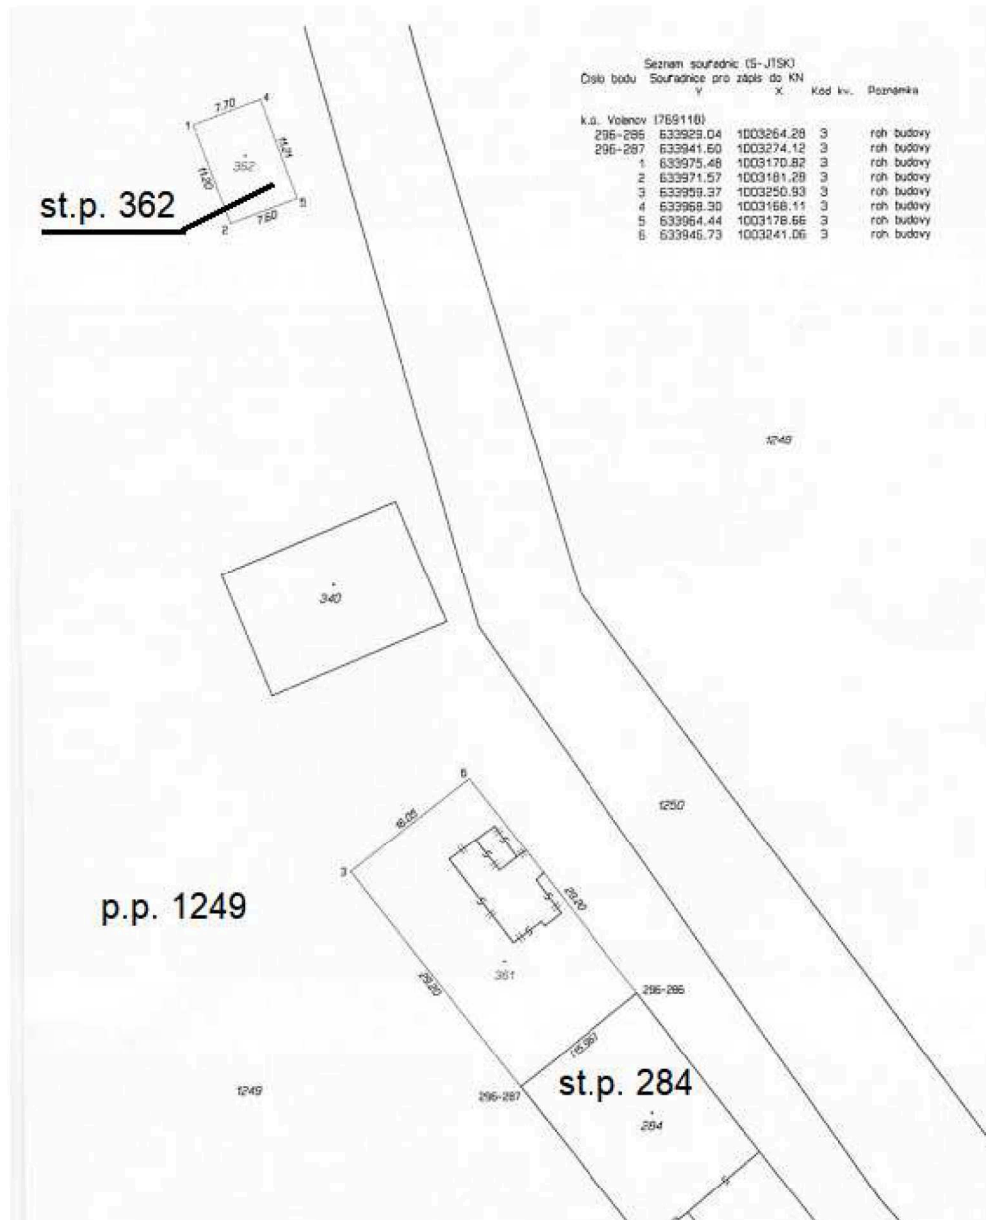 Seznam souřadnic (S-JTSK)
Číslo bodu Souřadnice pro zápis do KN
Y X Kód kv. Poznámka
k.ú. Volanov (769118)
296-286 633929.04 1003264.28 3 roh budovy
296-287 633941.60 1003274.12 3 roh budovy
1 633975.48 1003170.82 3 roh budovy
2 633971.57 1003181.28 3 roh budovy
3 633959.37 1003250.93 3 roh budovy
4 633968.30 1003168.11 3 roh budovy
5 633964.44 1003178.66 3 roh budovy
6 633946.73 1003241.06 3 roh budovy
7.70
4
1
362
11.21
11.20
5
7.60
2
st.p. 362
1249
340
6
16.05
1250
3
p.p. 1249
29.20
361
29.20
296-286
(15.96)
st.p. 284
1249
296-287
284